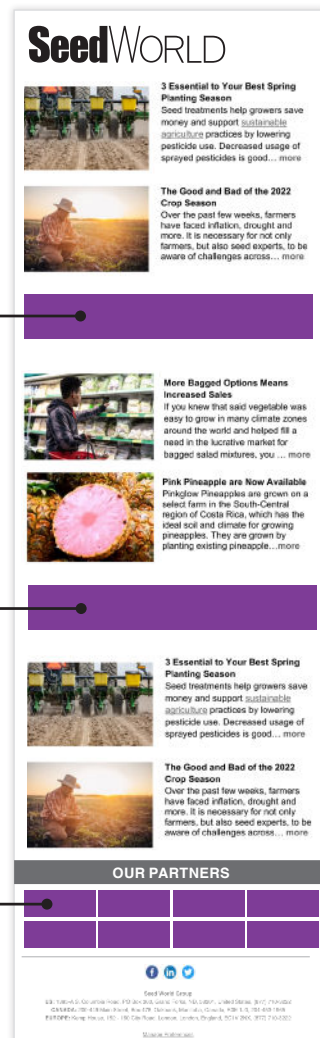 SeedWORLD
3 Essential to Your Best Spring
Planting Season
Seed treatments help growers save
money and support sustainable
agriculture practices by lowering
pesticide use. Decreased usage of
sprayed pesticides is good... more
The Good and Bad of the 2022
Crop Season
Over the past few weeks, farmers
have faced inflation, drought and
more. It is necessary for not only
farmers, but also seed experts, to be
aware of challenges across... more
More Bagged Options Means
Increased Sales
If you knew that said vegetable was
easy to grow in many climate zones
around the world and helped fill a
need in the lucrative market for
bagged salad mixtures, you ... more
Pink Pineapple are Now Available
Pinkglow Pineapples are grown on a
select farm in the South-Central
region of Costa Rica, which has the
ideal soil and climate for growing
pineapples. They are grown by
planting existing pineapple...more
3 Essential to Your Best Spring
Planting Season
Seed treatments help growers save
money and support sustainable
agriculture practices by lowering
pesticide use. Decreased usage of
sprayed pesticides is good... more
The Good and Bad of the 2022
Crop Season
Over the past few weeks, farmers
have faced inflation, drought and
more. It is necessary for not only
farmers, but also seed experts, to be
aware of challenges across... more
OUR PARTNERS
Seed World Group
Manage Preferences